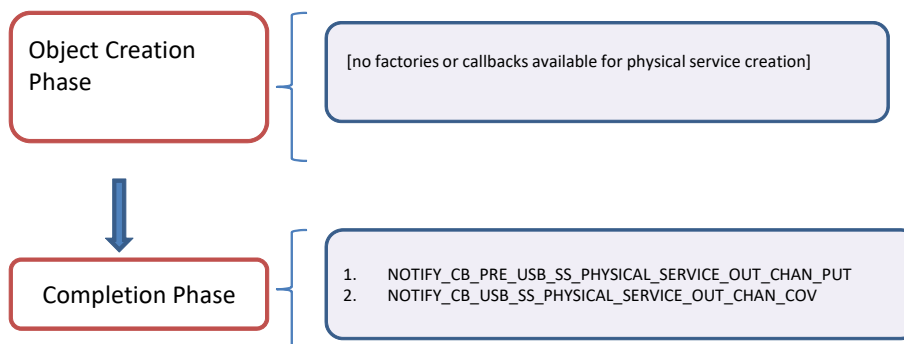 Object Creation
Phase
[no factories or callbacks available for physical service creation]
Completion Phase
1. NOTIFY_CB_PRE_USB_SS_PHYSICAL_SERVICE_OUT_CHAN_PUT
2. NOTIFY_CB_USB_SS_PHYSICAL_SERVICE_OUT_CHAN_COV